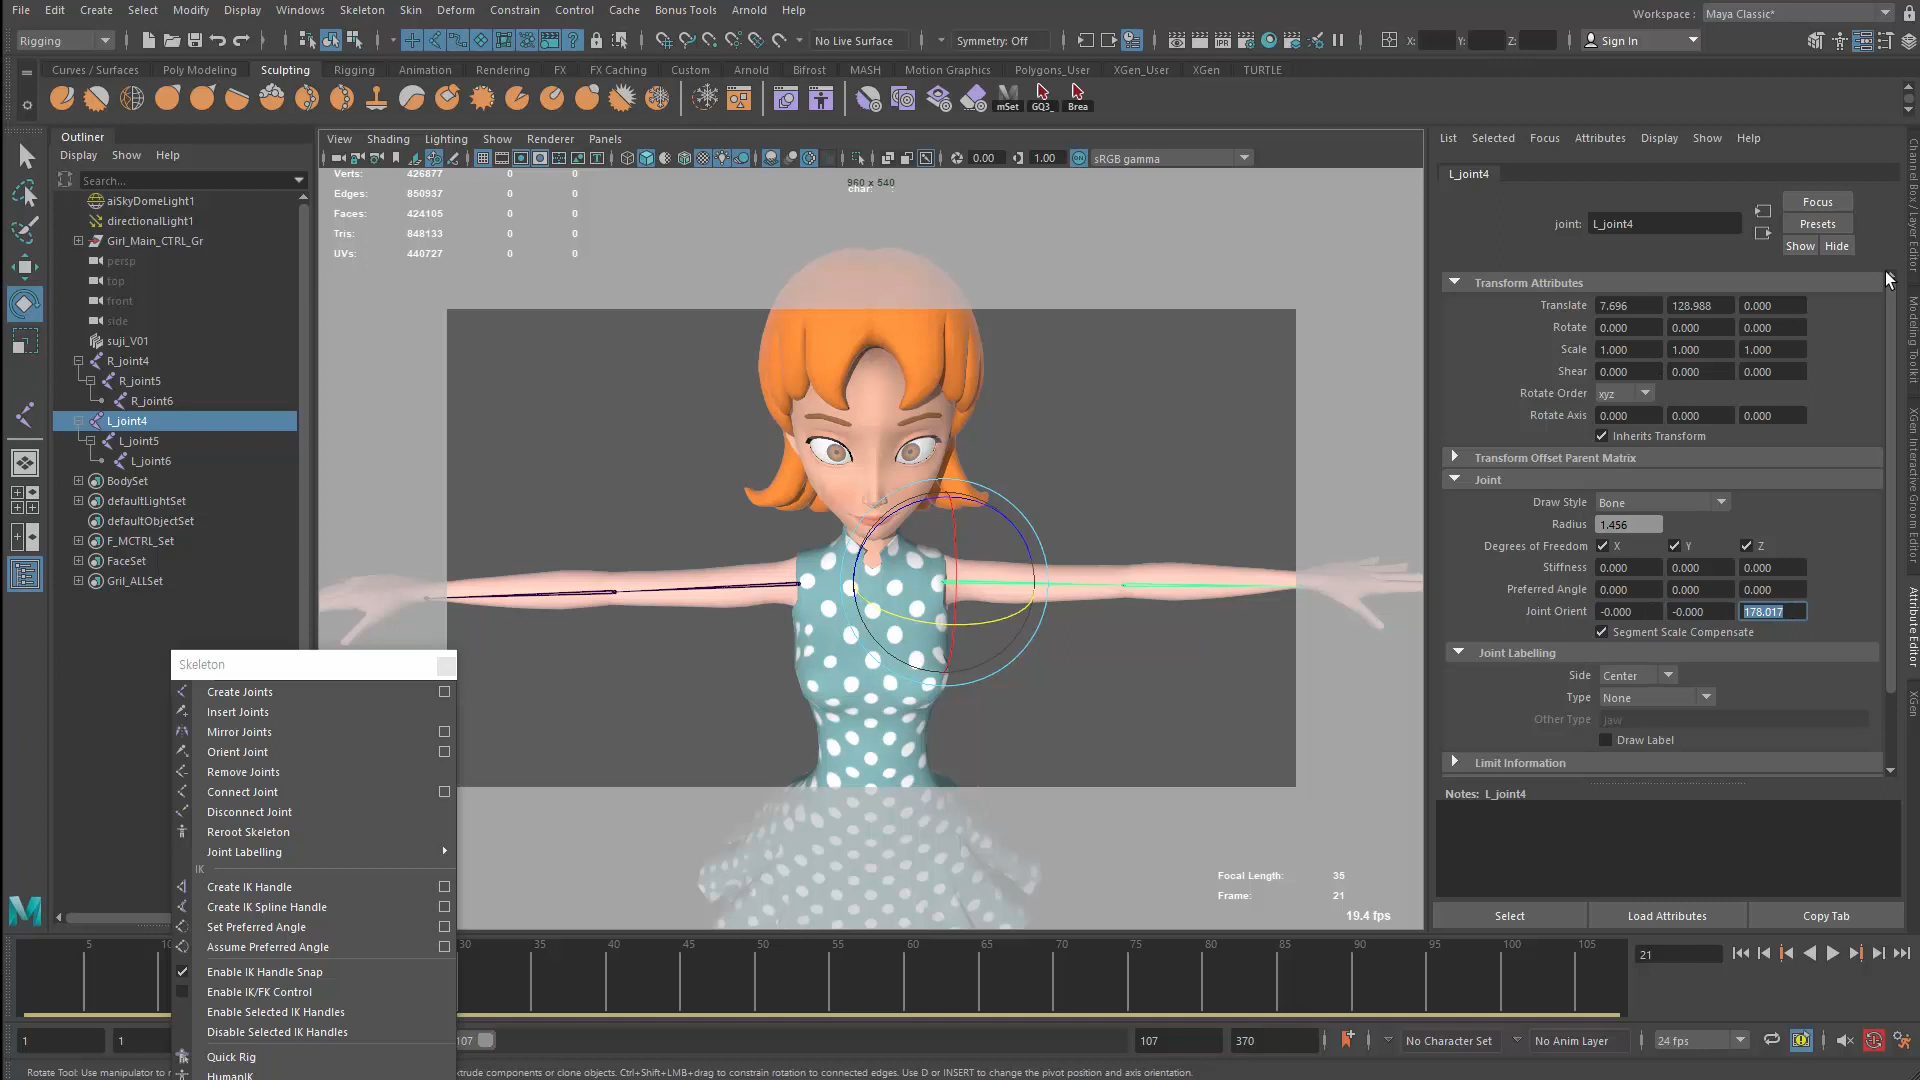 File Edit Create Select Modify Display Windows Skeleton Skin Deform Constrain Control Cache Bonus Tools Arnold Help
Workspace : Maya Classic*
Rigging No Live Surface Symmetry: Off X: Y: Z: Sign In
Curves / Surfaces Poly Modeling Sculpting Rigging Animation Rendering FX FX Caching Custom Arnold Bifrost MASH Motion Graphics Polygons_User XGen_User XGen TURTLE
mSet GQ3_ Brea
Outliner
Display Show Help
Search...
aiSkyDomeLight1
directionalLight1
Girl_Main_CTRL_Gr
persp
top
front
side
suji_V01
R_joint4
R_joint5
R_joint6
L_joint4
L_joint5
L_joint6
BodySet
defaultLightSet
defaultObjectSet
F_MCTRL_Set
FaceSet
Gril_ALLSet
View Shading Lighting Show Renderer Panels
0.00 1.00 ON sRGB gamma
Verts: 426877 0 0
Edges: 850937 0 0
Faces: 424105 0 0
Tris: 848133 0 0
UVs: 440727 0 0
960 x 540
char:
Focal Length: 35
Frame: 21
19.4 fps
Skeleton
Create Joints
Insert Joints
Mirror Joints
Orient Joint
Remove Joints
Connect Joint
Disconnect Joint
Reroot Skeleton
Joint Labelling
IK
Create IK Handle
Create IK Spline Handle
Set Preferred Angle
Assume Preferred Angle
Enable IK Handle Snap
Enable IK/FK Control
Enable Selected IK Handles
Disable Selected IK Handles
Quick Rig
HumanIK
List Selected Focus Attributes Display Show Help
L_joint4
joint: L_joint4
Focus
Presets
Show Hide
Transform Attributes
Translate 7.696 128.988 0.000
Rotate 0.000 0.000 0.000
Scale 1.000 1.000 1.000
Shear 0.000 0.000 0.000
Rotate Order xyz
Rotate Axis 0.000 0.000 0.000
Inherits Transform
Transform Offset Parent Matrix
Joint
Draw Style Bone
Radius 1.456
Degrees of Freedom X Y Z
Stiffness 0.000 0.000 0.000
Preferred Angle 0.000 0.000 0.000
Joint Orient -0.000 -0.000 178.017
Segment Scale Compensate
Joint Labelling
Side Center
Type None
Other Type jaw
Draw Label
Limit Information
Notes: L_joint4
Select Load Attributes Copy Tab
Channel Box / Layer Editor
Modeling Toolkit
XGen Interactive Groom Editor
Attribute Editor
XGen
5 10 30 35 40 45 50 55 60 65 70 75 80 85 90 95 100 105
21
1 1 107 107 370 No Character Set No Anim Layer 24 fps
Rotate Tool: Use manipulator to r xtrude components or clone objects. Ctrl+Shift+LMB+drag to constrain rotation to connected edges. Use D or INSERT to change the pivot position and axis orientation.